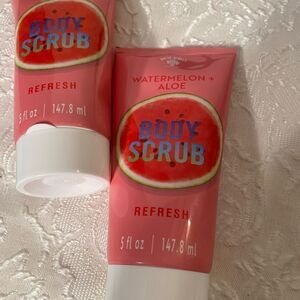 BODY
SCRUB
REFRESH
5 fl oz | 147.8 ml
WATERMELON +
ALOE
BODY
SCRUB
REFRESH
5 fl oz | 147.8 ml